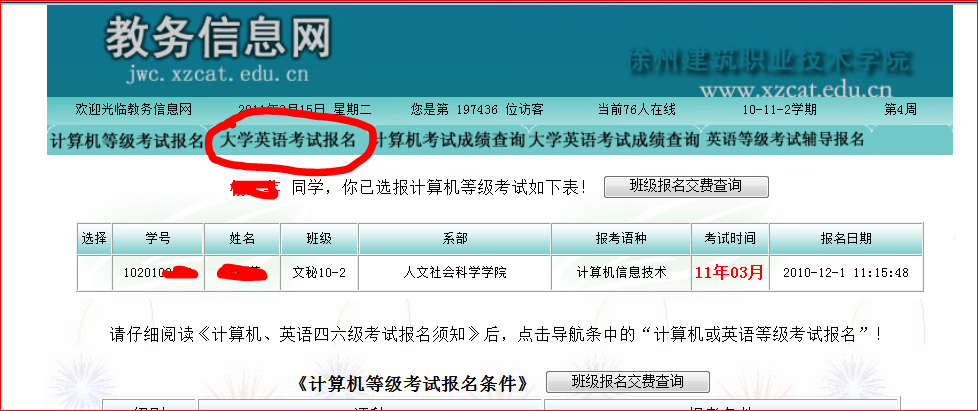 教务信息网
jwc.xzcat.edu.cn
徐州建筑职业技术学院
www.xzcat.edu.cn
欢迎光临教务信息网 2011年3月15日 星期二 您是第 197436 位访客 当前76人在线 10-11-2学期 第4周
计算机等级考试报名 大学英语考试报名 计算机考试成绩查询 大学英语考试成绩查询 英语等级考试辅导报名
同学，你已选报计算机等级考试如下表！ 班级报名交费查询
选择 学号 姓名 班级 系部 报考语种 考试时间 报名日期
102010 文秘10-2 人文社会科学学院 计算机信息技术 11年03月 2010-12-1 11:15:48
请仔细阅读《计算机、英语四六级考试报名须知》后，点击导航条中的“计算机或英语等级考试报名”！
《计算机等级考试报名条件》 班级报名交费查询